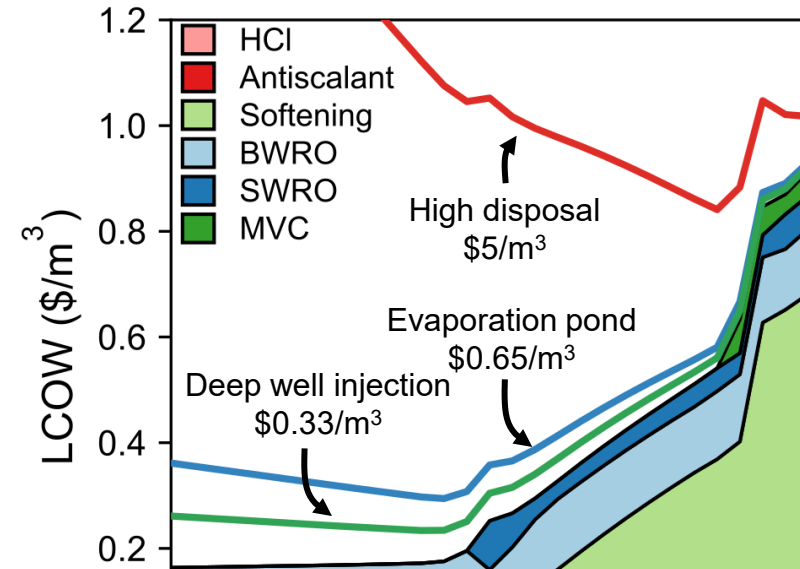 1.2
1.0
0.8
0.6
0.4
0.2
LCOW ($/m³)
HCl
Antiscalant
Softening
BWRO
SWRO
MVC
High disposal
$5/m³
Evaporation pond
$0.65/m³
Deep well injection
$0.33/m³